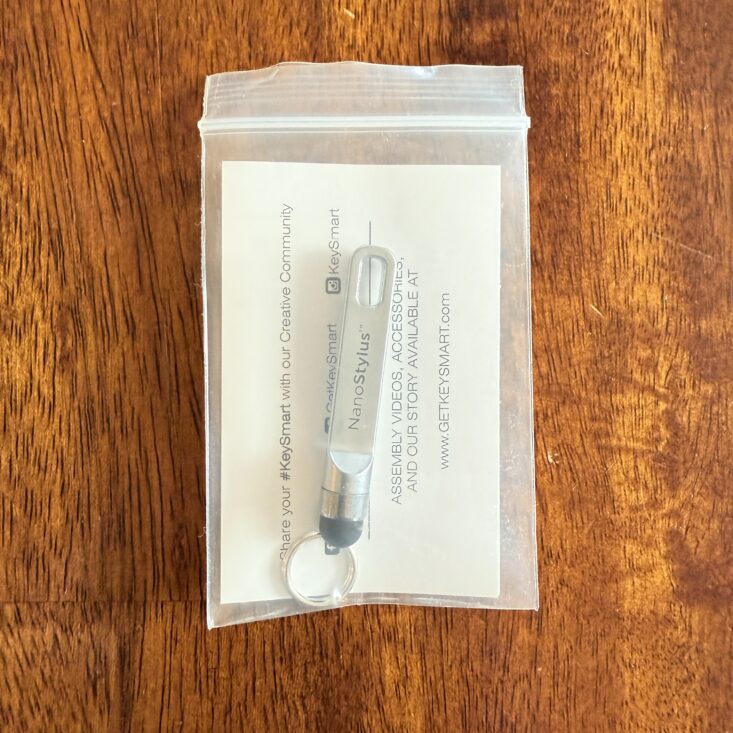 Share your #KeySmart with our Creative Community
GetKeySmart
KeySmart
NanoStylus™
ASSEMBLY VIDEOS, ACCESSORIES,
AND OUR STORY AVAILABLE AT
www.GETKEYSMART.com